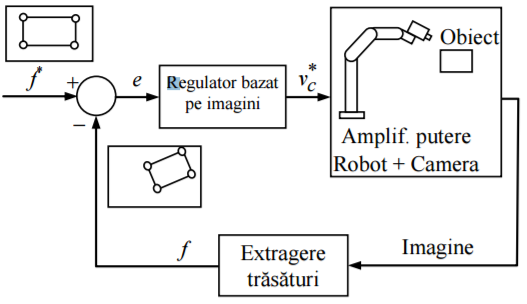 f*
+
−
e
Regulator bazat
pe imagini
v*c
Obiect
Amplif. putere
Robot + Camera
Imagine
Extragere
trăsături
f